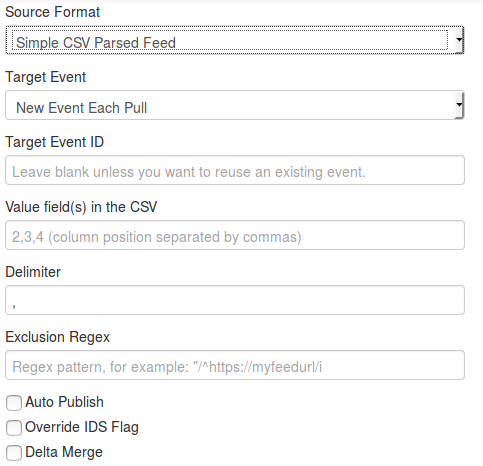 Source Format
Simple CSV Parsed Feed
Target Event
New Event Each Pull
Target Event ID
Leave blank unless you want to reuse an existing event.
Value field(s) in the CSV
2,3,4 (column position separated by commas)
Delimiter
,
Exclusion Regex
Regex pattern, for example: "/^https://myfeedurl/i
Auto Publish
Override IDS Flag
Delta Merge